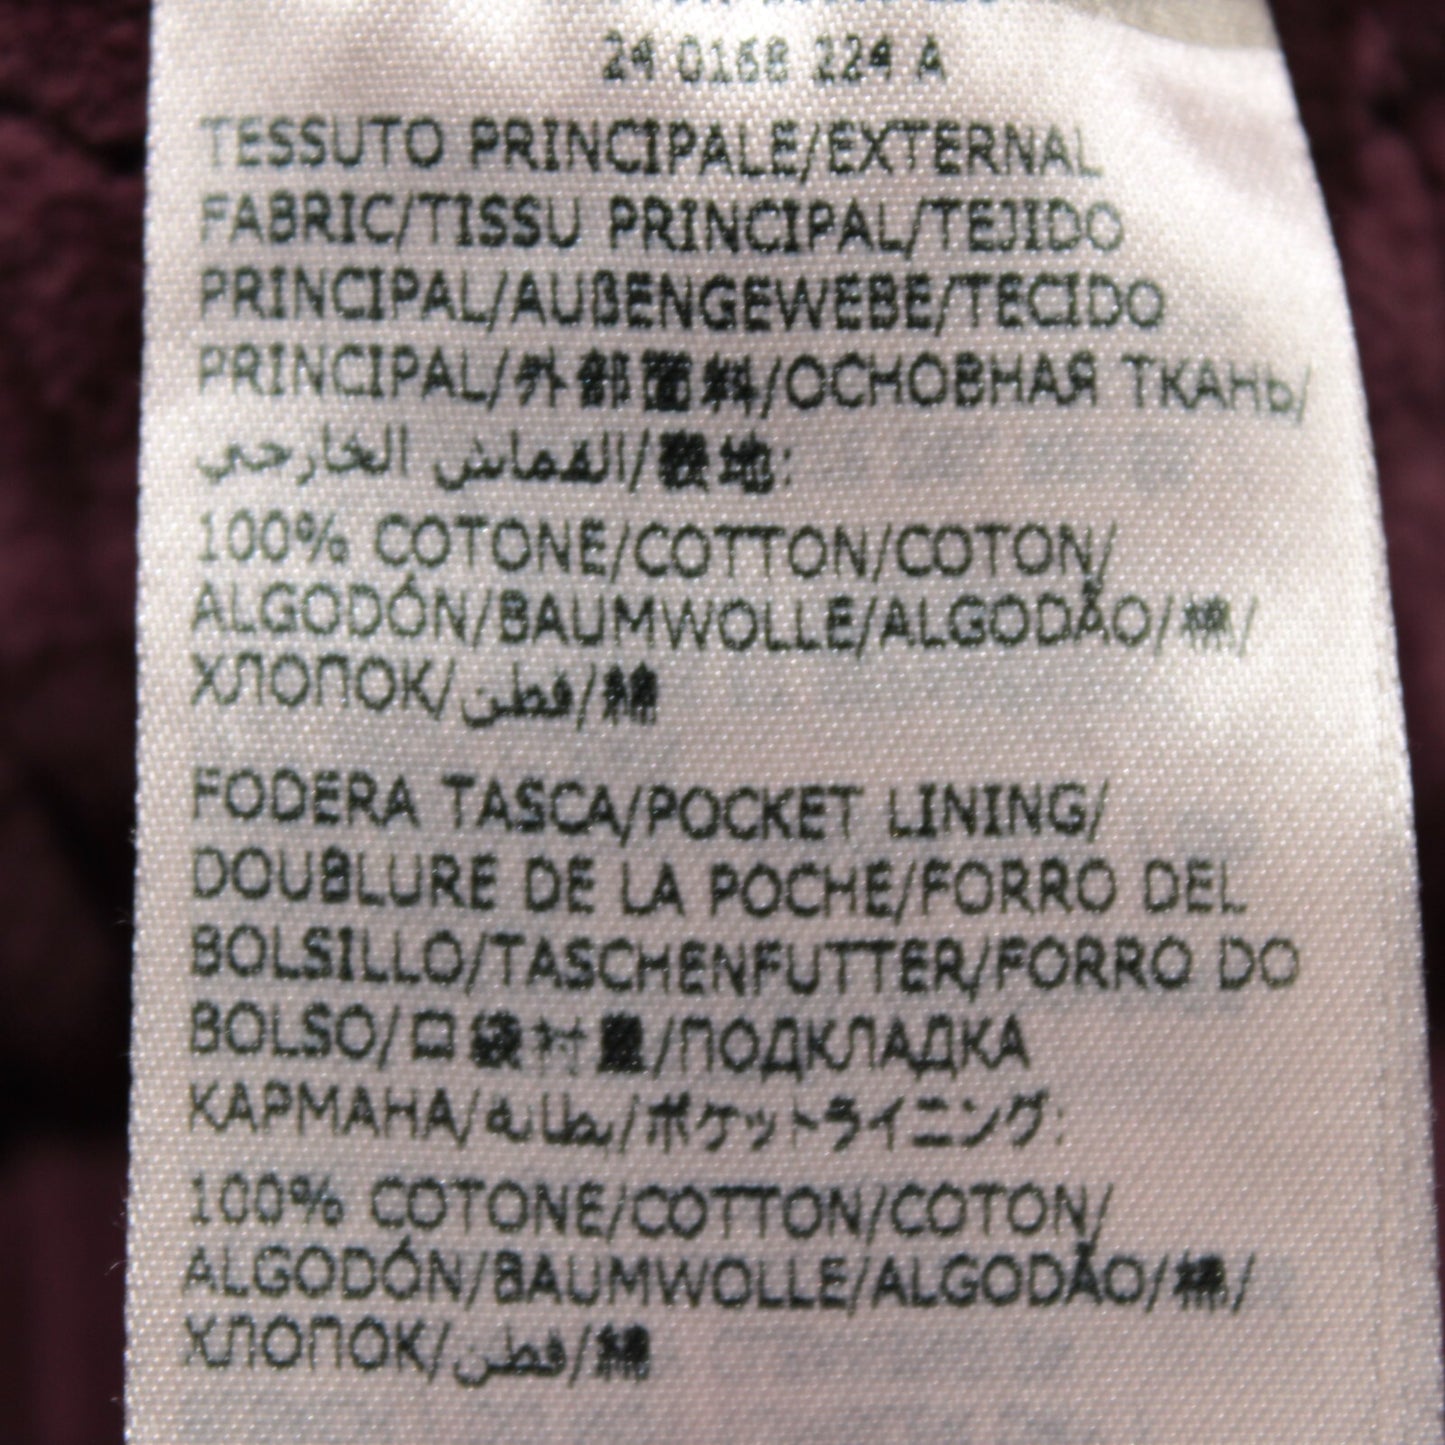 24 0168 224 A
TESSUTO PRINCIPALE/EXTERNAL
FABRIC/TISSU PRINCIPAL/TEJIDO
PRINCIPAL/AUßENGEWEBE/TECIDO
PRINCIPAL/外部面料/ОСНОВНАЯ ТКАНЬ/
القماش الخارجي/表地:
100% COTONE/COTTON/COTON/
ALGODÓN/BAUMWOLLE/ALGODÃO/棉/
ХЛОПОК/قطن/綿
FODERA TASCA/POCKET LINING/
DOUBLURE DE LA POCHE/FORRO DEL
BOLSILLO/TASCHENFUTTER/FORRO DO
BOLSO/口袋衬里/ПОДКЛАДКА
КАРМАНА/بطانة/ポケットライニング:
100% COTONE/COTTON/COTON/
ALGODÓN/BAUMWOLLE/ALGODÃO/棉/
ХЛОПОК/قطن/綿